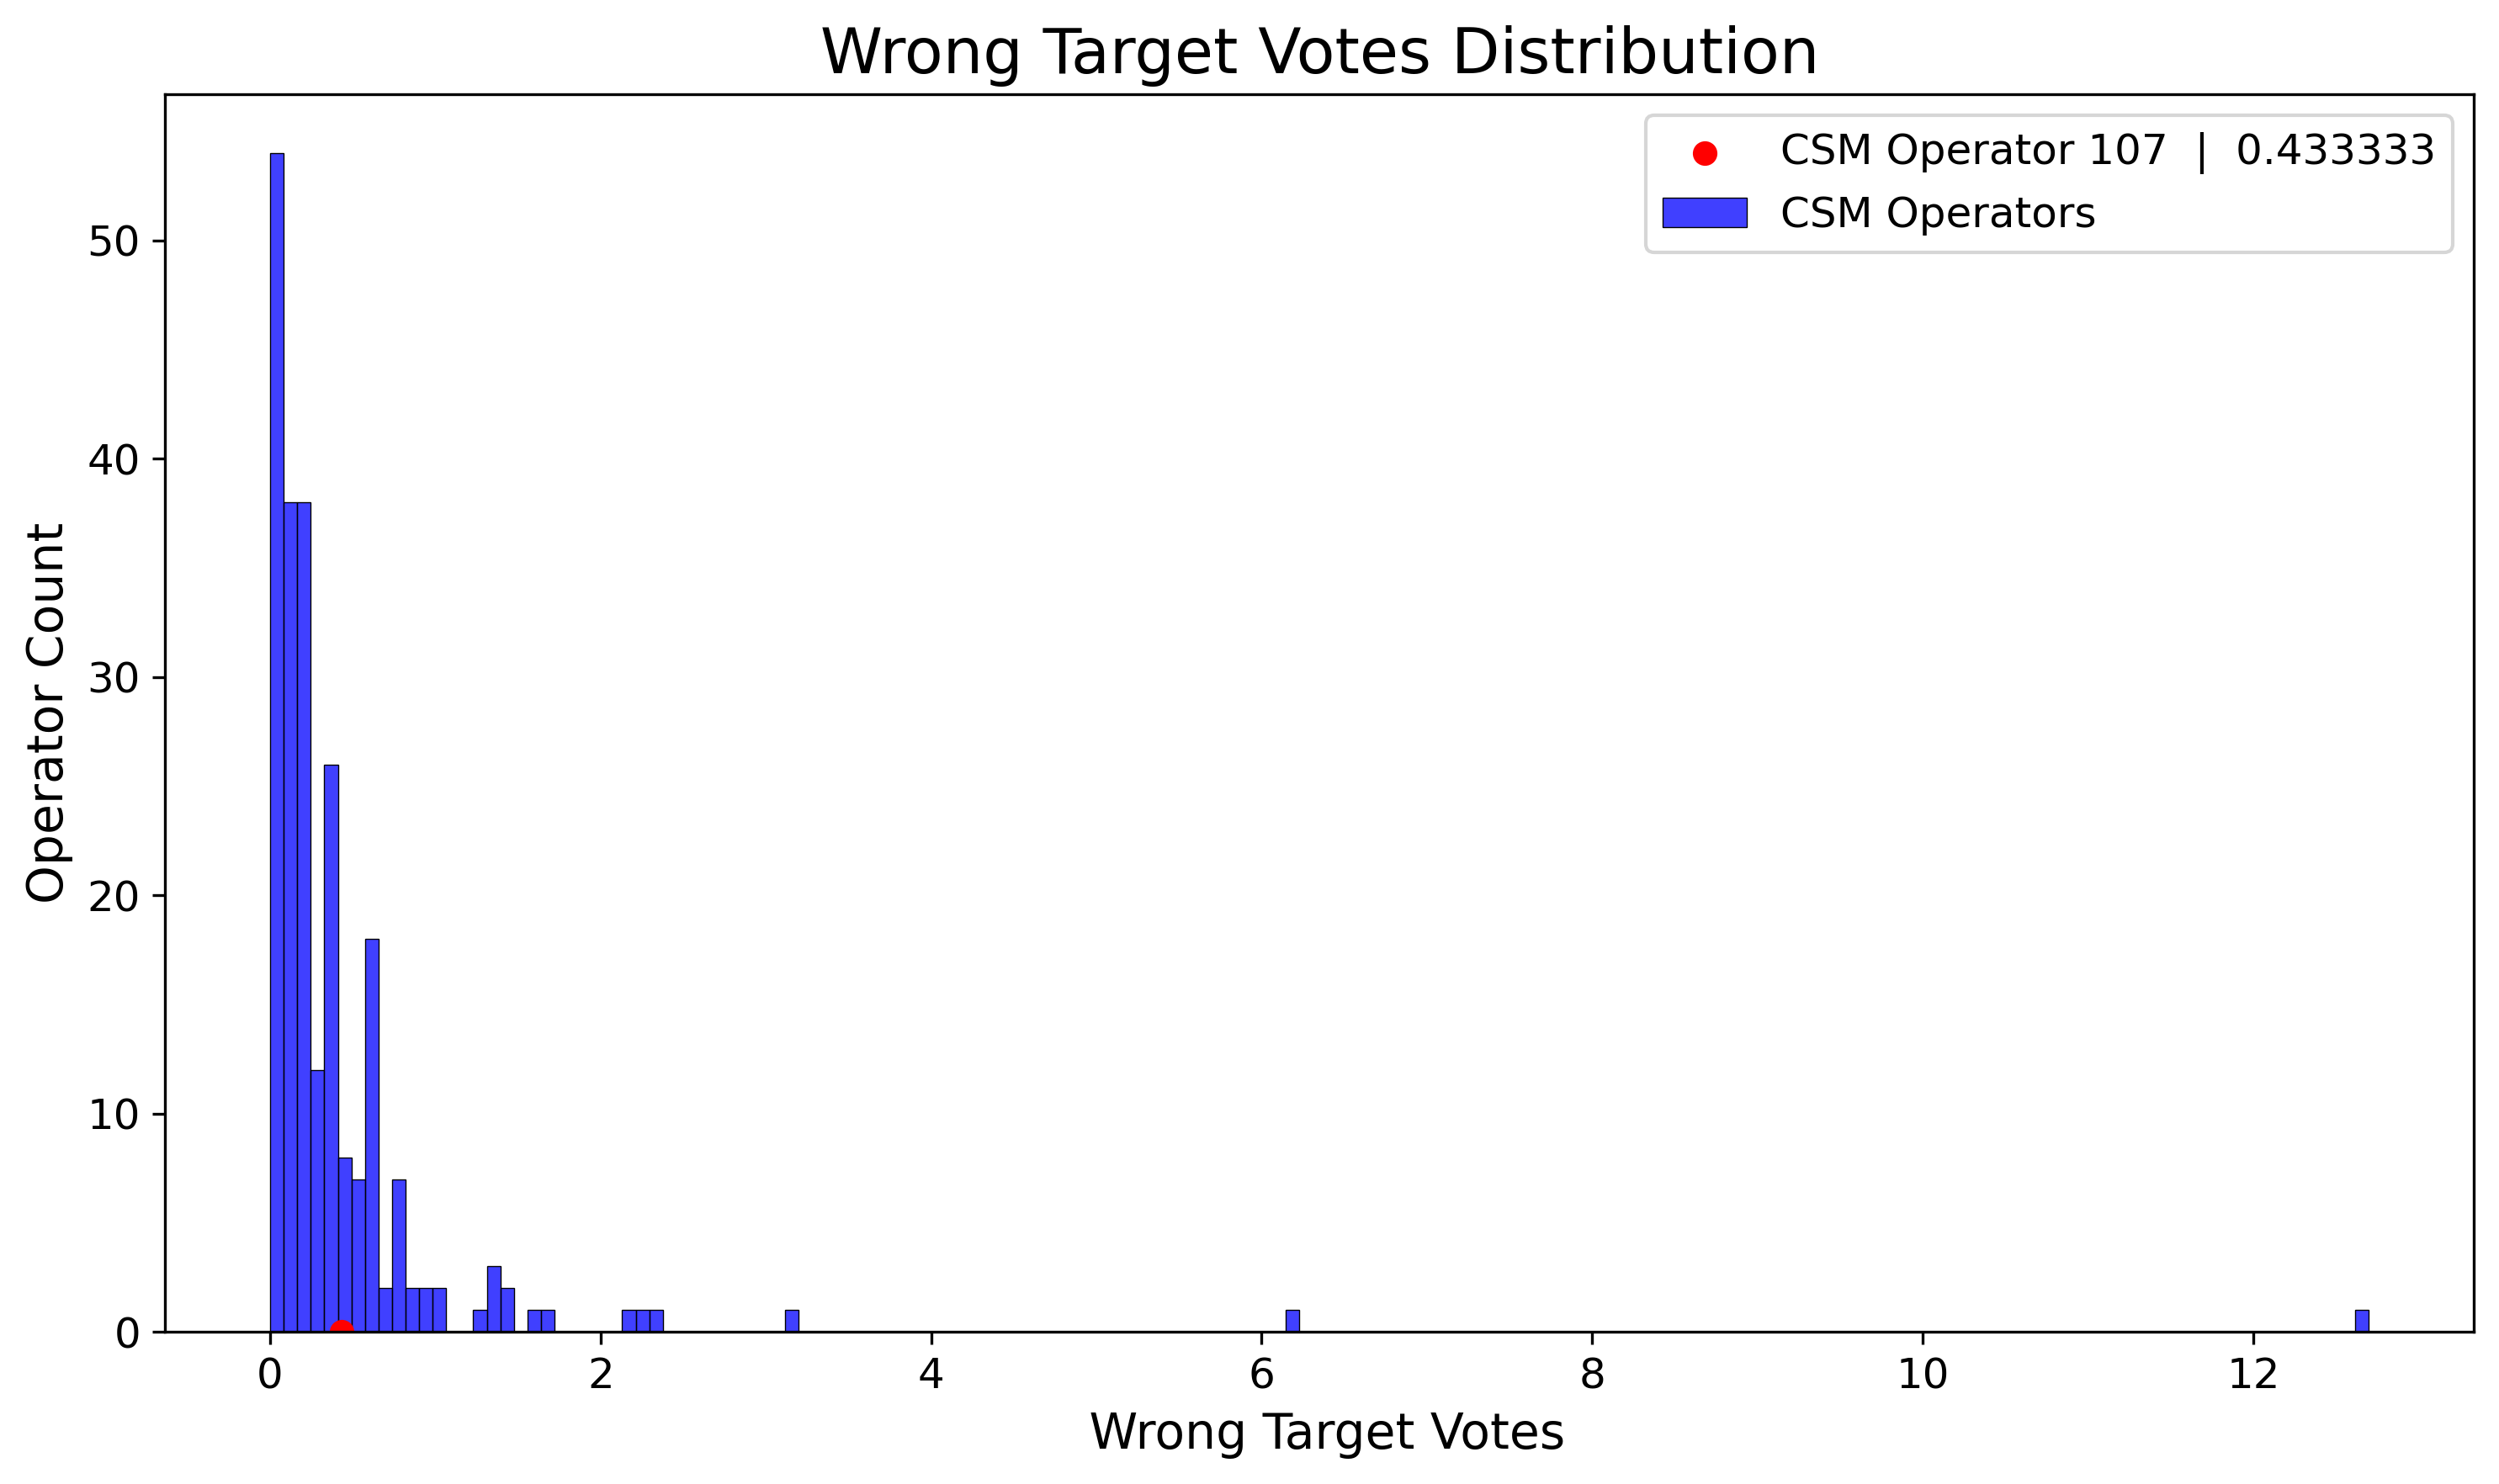 Wrong Target Votes Distribution
CSM Operator 107 | 0.433333
CSM Operators
Operator Count
50
40
30
20
10
0
0 2 4 6 8 10 12
Wrong Target Votes